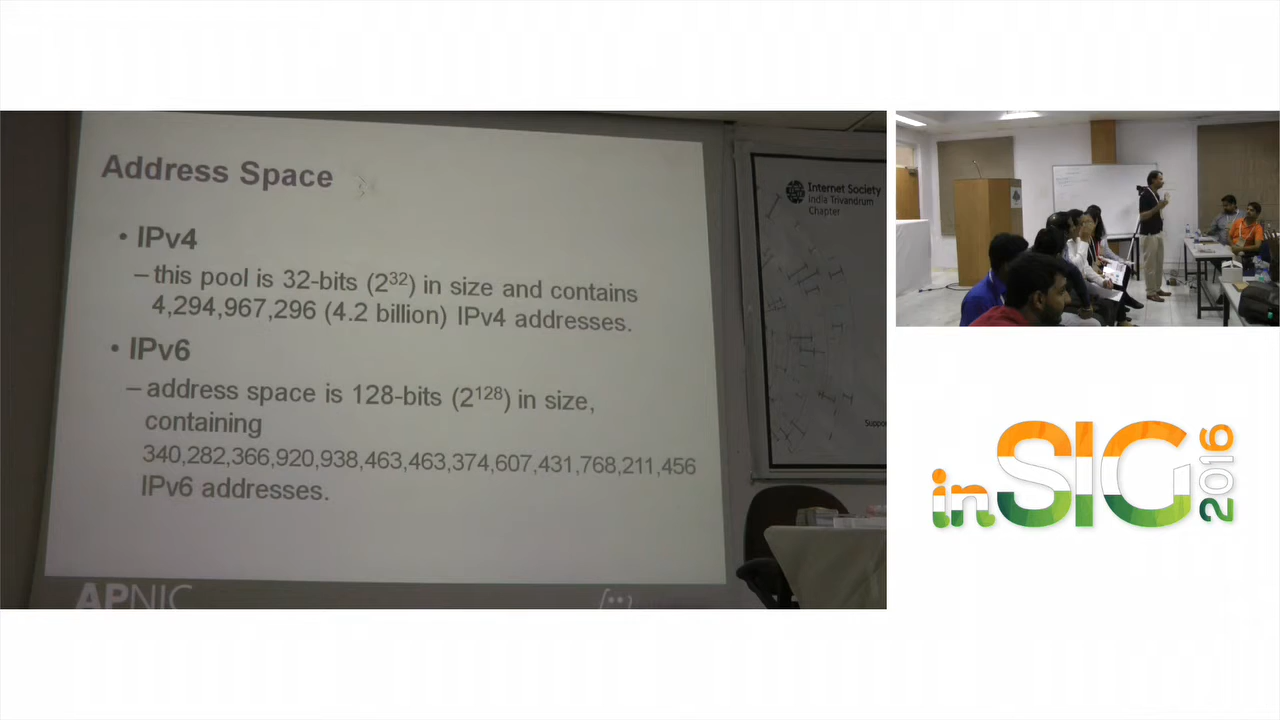 Address Space
• IPv4
– this pool is 32-bits (2³²) in size and contains
4,294,967,296 (4.2 billion) IPv4 addresses.
• IPv6
– address space is 128-bits (2¹²⁸) in size,
containing
340,282,366,920,938,463,463,374,607,431,768,211,456
IPv6 addresses.
APNIC
Internet Society
India Trivandrum
Chapter
inSIG 2016